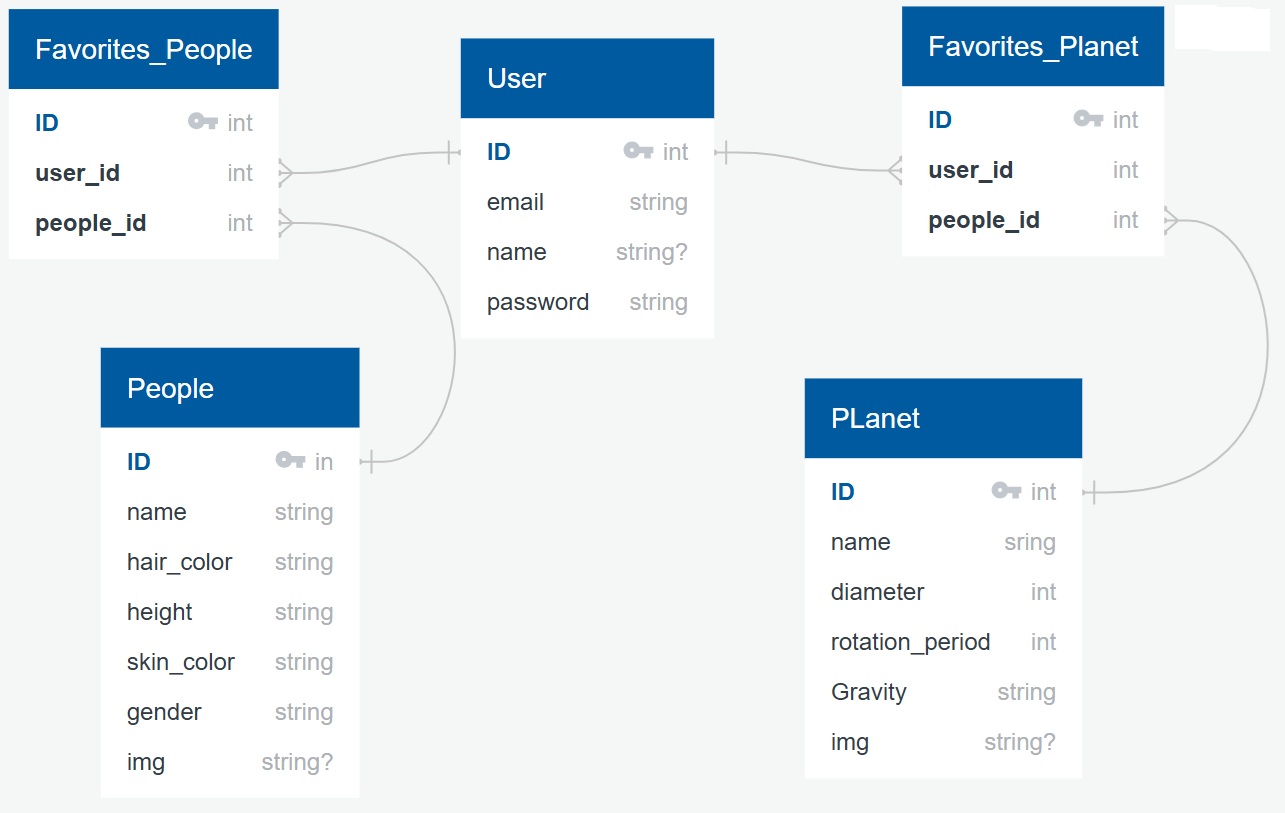 Favorites_People
ID int
user_id int
people_id int
User
ID int
email string
name string?
password string
Favorites_Planet
ID int
user_id int
people_id int
People
ID in
name string
hair_color string
height string
skin_color string
gender string
img string?
PLanet
ID int
name sring
diameter int
rotation_period int
Gravity string
img string?